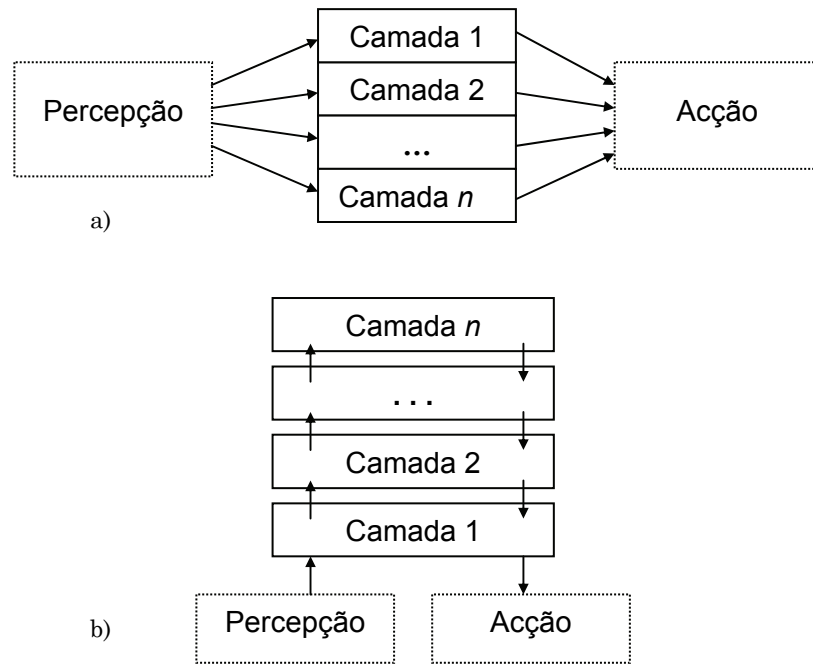 Camada 1
Percepção
Camada 2
Acção
...
Camada n
a)
Camada n
. . .
Camada 2
Camada 1
Percepção
Acção
b)